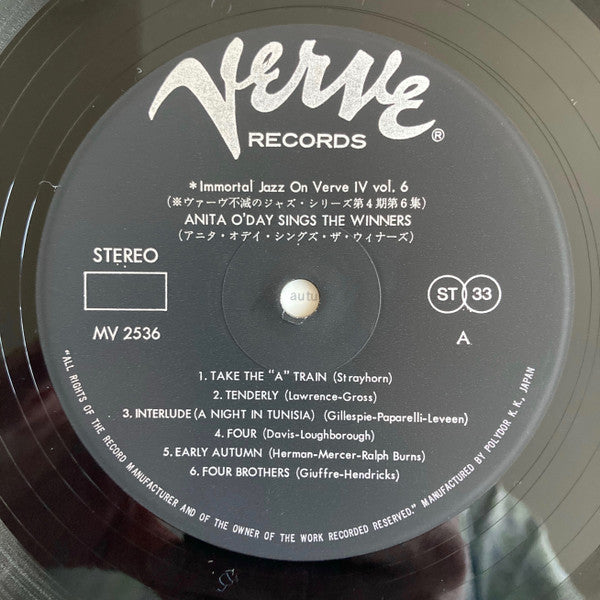 VERVE
RECORDS ®
*Immortal Jazz On Verve IV vol. 6
(※ヴァーヴ不滅のジャズ・シリーズ第4期第6集)
ANITA O'DAY SINGS THE WINNERS
(アニタ・オデイ・シングズ・ザ・ウィナーズ)
STEREO
ST 33
MV 2536
A
autu
1. TAKE THE "A" TRAIN (Strayhorn)
2. TENDERLY (Lawrence-Gross)
3. INTERLUDE (A NIGHT IN TUNISIA) (Gillespie-Paparelli-Leveen)
4. FOUR (Davis-Loughborough)
5. EARLY AUTUMN (Herman-Mercer-Ralph Burns)
6. FOUR BROTHERS (Giuffre-Hendricks)
"ALL RIGHTS OF THE RECORD MANUFACTURER AND OF THE OWNER OF THE WORK RECORDED RESERVED." MANUFACTURED BY POLYDOR K. K., JAPAN